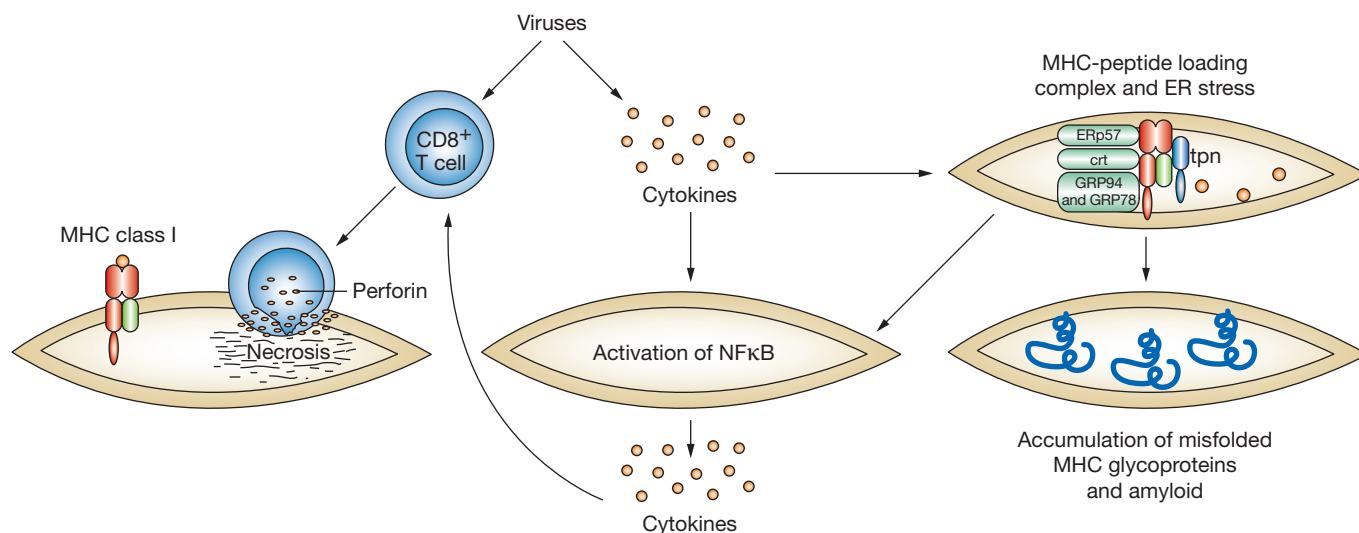 Viruses
CD8+
T cell
Cytokines
MHC-peptide loading
complex and ER stress
ERp57
crt
GRP94
and GRP78
tpn
MHC class I
Perforin
Necrosis
Activation of NFκB
Cytokines
Accumulation of misfolded
MHC glycoproteins
and amyloid